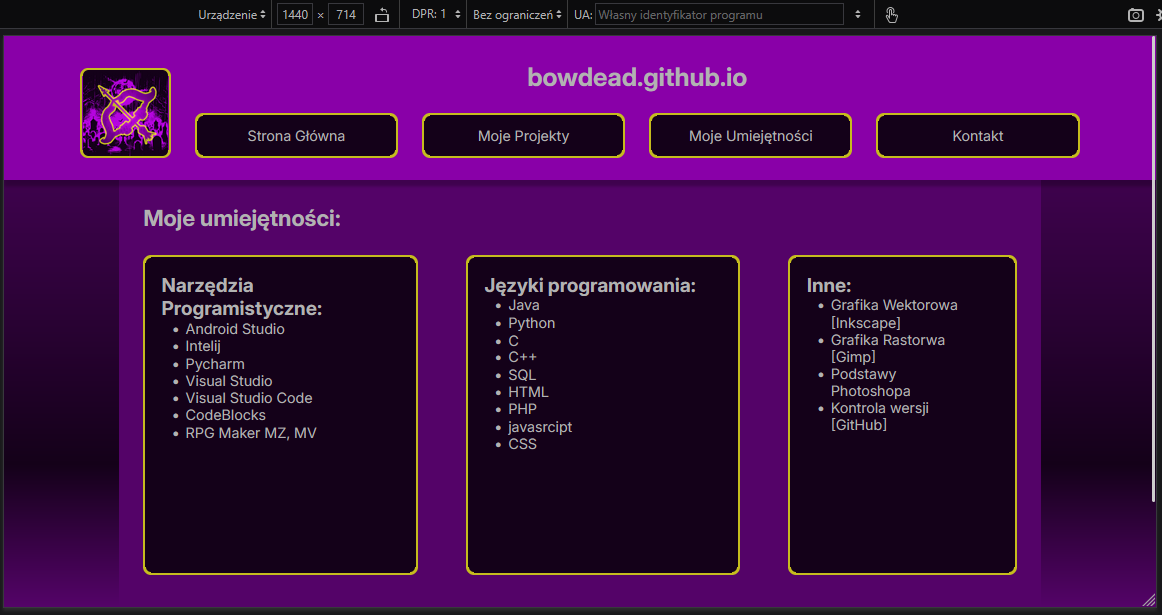 Urządzenie 1440 × 714 DPR: 1 Bez ograniczeń UA: Własny identyfikator programu
bowdead.github.io
Strona Główna Moje Projekty Moje Umiejętności Kontakt
Moje umiejętności:
Narzędzia
Programistyczne:
Android Studio
Intelij
Pycharm
Visual Studio
Visual Studio Code
CodeBlocks
RPG Maker MZ, MV
Języki programowania:
Java
Python
C
C++
SQL
HTML
PHP
javasrcipt
CSS
Inne:
Grafika Wektorowa
[Inkscape]
Grafika Rastorwa
[Gimp]
Podstawy
Photoshopa
Kontrola wersji
[GitHub]